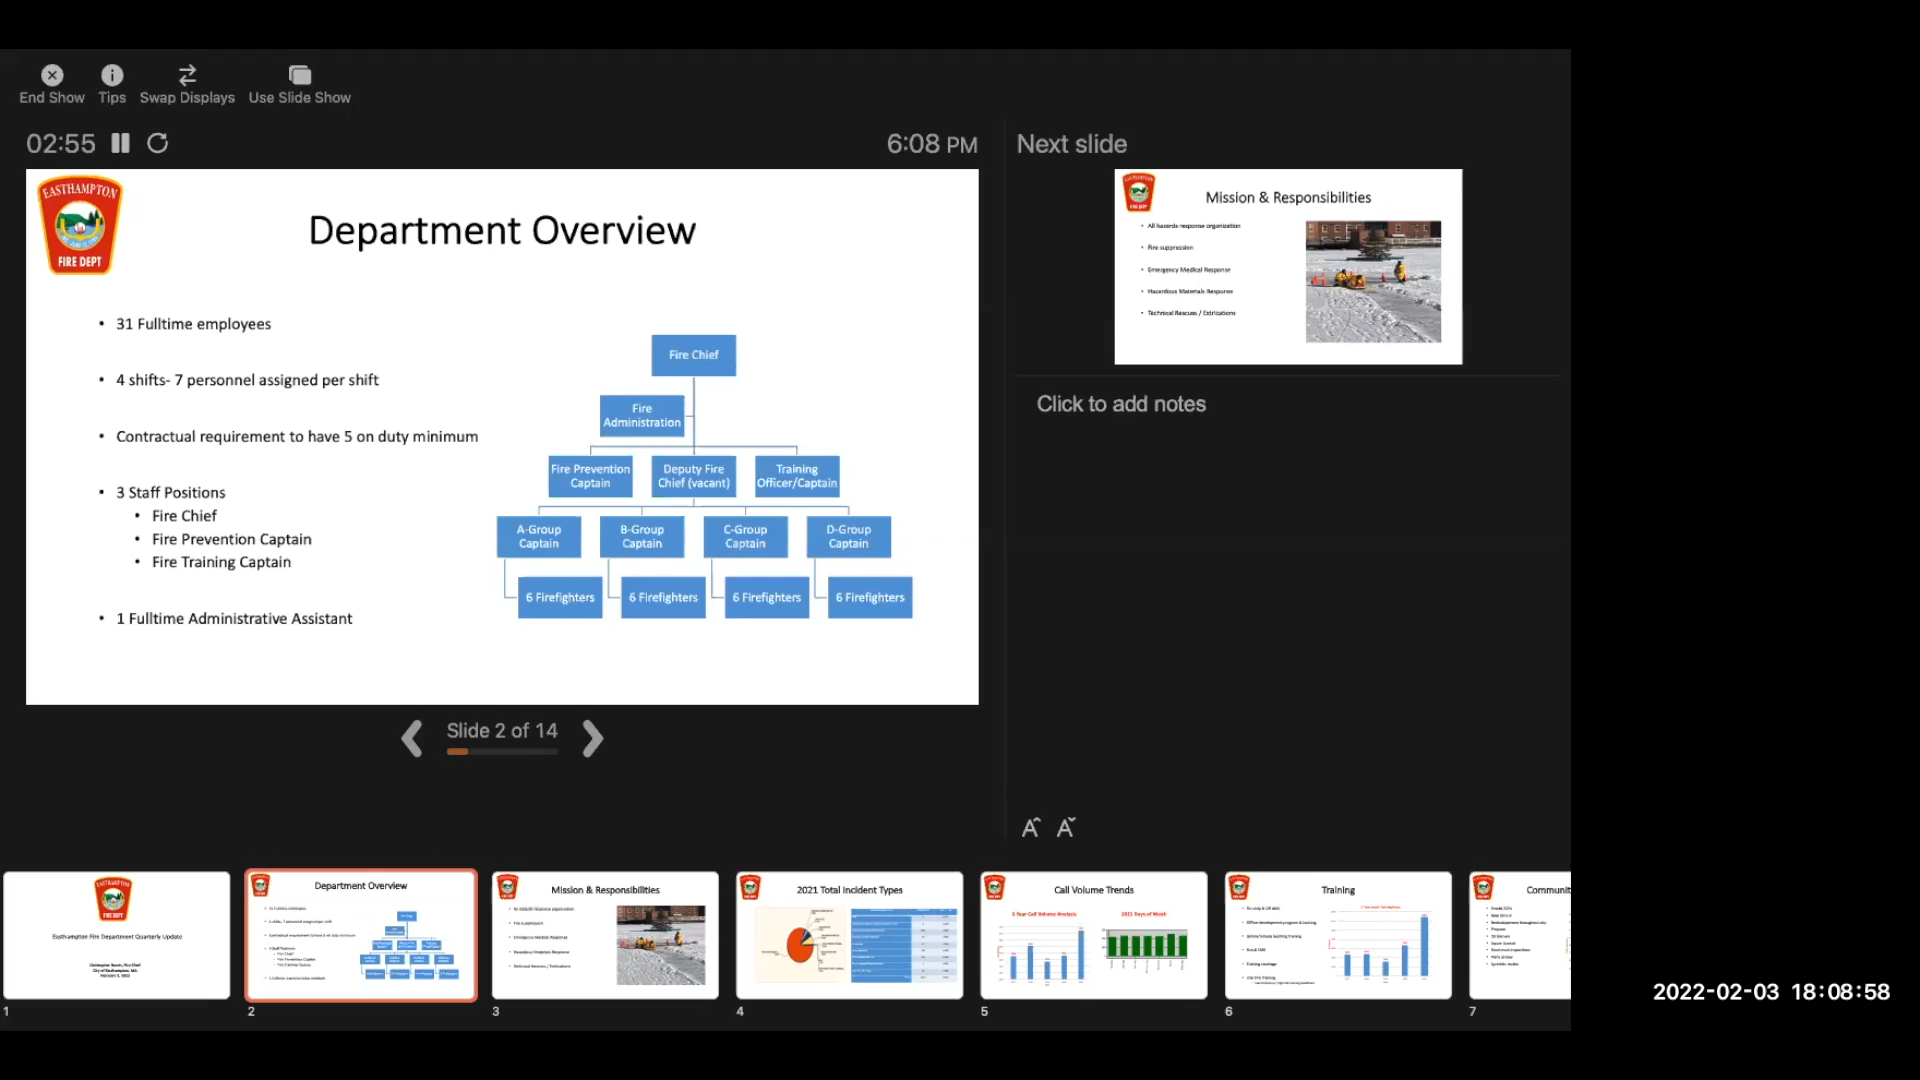 End Show
Tips
Swap Displays
Use Slide Show
02:55
6:08 PM
Next slide
EASTHAMPTON
FIRE DEPT
Department Overview
• 31 Fulltime employees
• 4 shifts- 7 personnel assigned per shift
• Contractual requirement to have 5 on duty minimum
• 3 Staff Positions
• Fire Chief
• Fire Prevention Captain
• Fire Training Captain
• 1 Fulltime Administrative Assistant
Fire Chief
Fire
Administration
Fire Prevention
Captain
Deputy Fire
Chief (vacant)
Training
Officer/Captain
A-Group
Captain
B-Group
Captain
C-Group
Captain
D-Group
Captain
6 Firefighters
6 Firefighters
6 Firefighters
6 Firefighters
Mission & Responsibilities
• All hazards response organization
• Fire suppression
• Emergency Medical Response
• Hazardous Materials Response
• Technical Rescues / Extrications
Click to add notes
Slide 2 of 14
Easthampton Fire Department Quarterly Update
1
Department Overview
2
Mission & Responsibilities
3
2021 Total Incident Types
4
Call Volume Trends
5 Year Call Volume Analysis
5
Training
6
7
2022-02-03 18:08:58